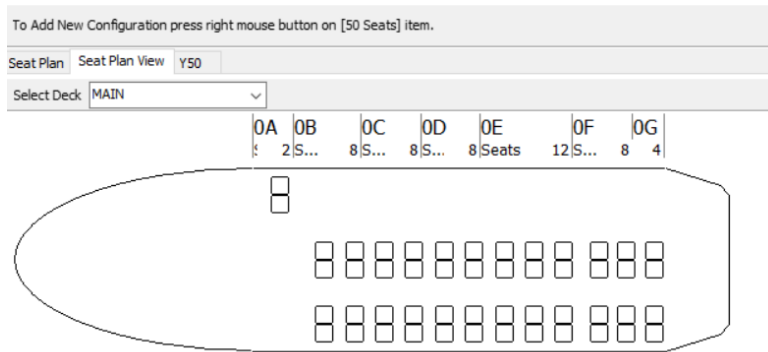 To Add New Configuration press right mouse button on [50 Seats] item.
Seat Plan Seat Plan View Y50
Select Deck MAIN
0A 0B 0C 0D 0E 0F 0G
2 S... 8 S... 8 S... 8 Seats 12 S... 8 4